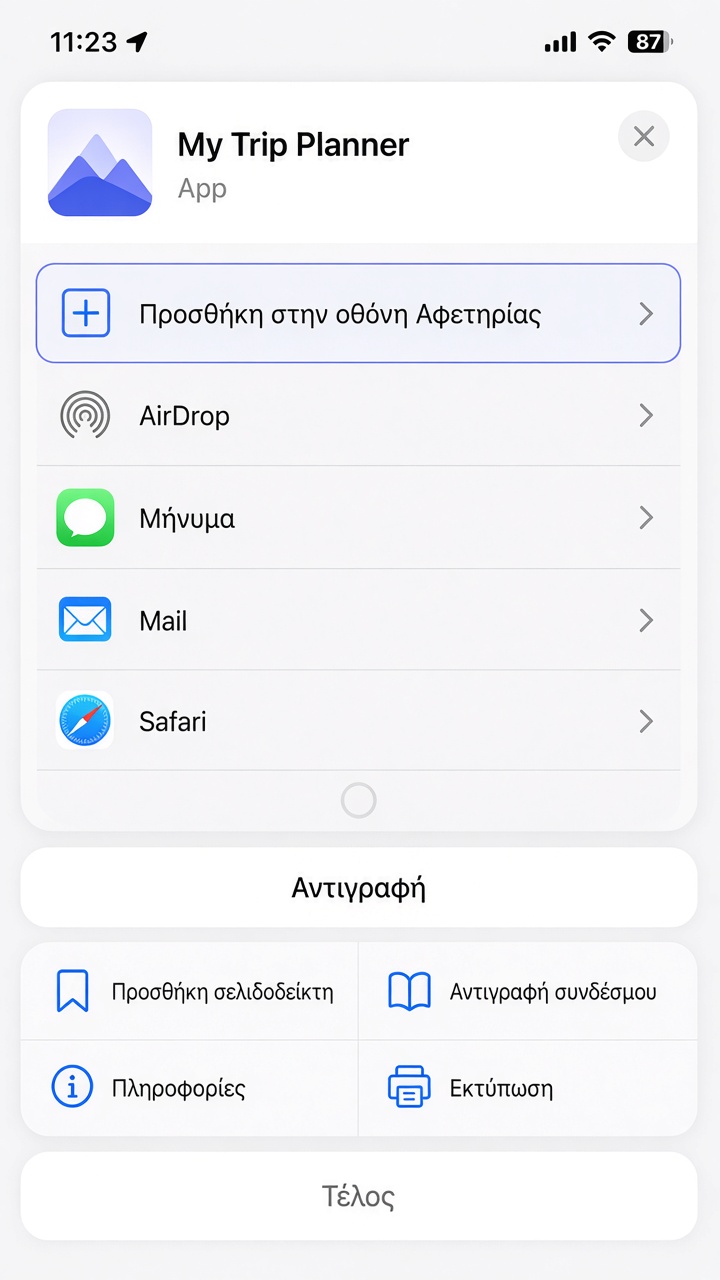 11:23
87
My Trip Planner
App
Προσθήκη στην οθόνη Αφετηρίας
AirDrop
Μήνυμα
Mail
Safari
Αντιγραφή
Προσθήκη σελιδοδείκτη
Αντιγραφή συνδέσμου
Πληροφορίες
Εκτύπωση
Τέλος